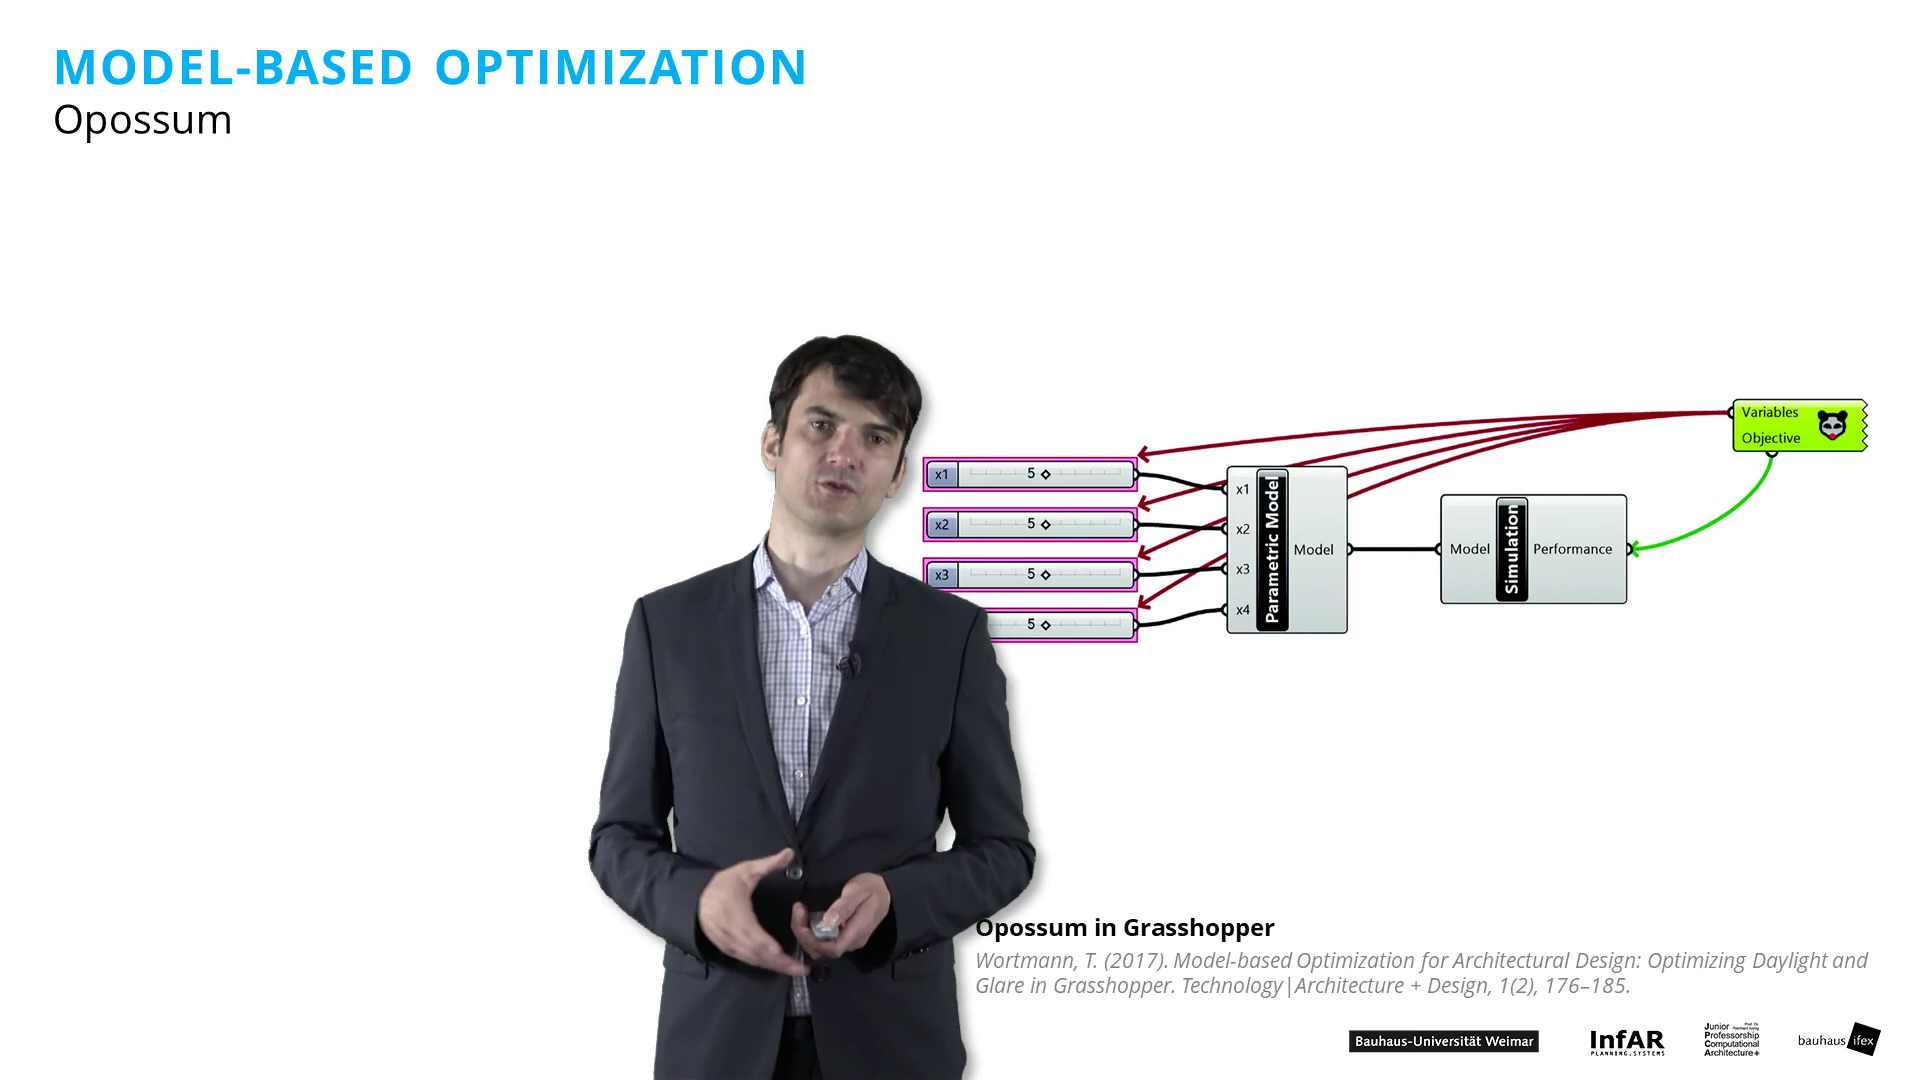 MODEL-BASED OPTIMIZATION
Opossum
Variables
Objective
x1 5
x2 5
x3 5
5
x1
x2
x3
x4
Parametric Model
Model
Model
Simulation
Performance
Opossum in Grasshopper
Wortmann, T. (2017). Model-based Optimization for Architectural Design: Optimizing Daylight and
Glare in Grasshopper. Technology|Architecture + Design, 1(2), 176–185.
Bauhaus-Universität Weimar
InfAR
PLANNING.SYSTEMS
Junior
Professorship
Computational
Architecture
bauhaus ifex